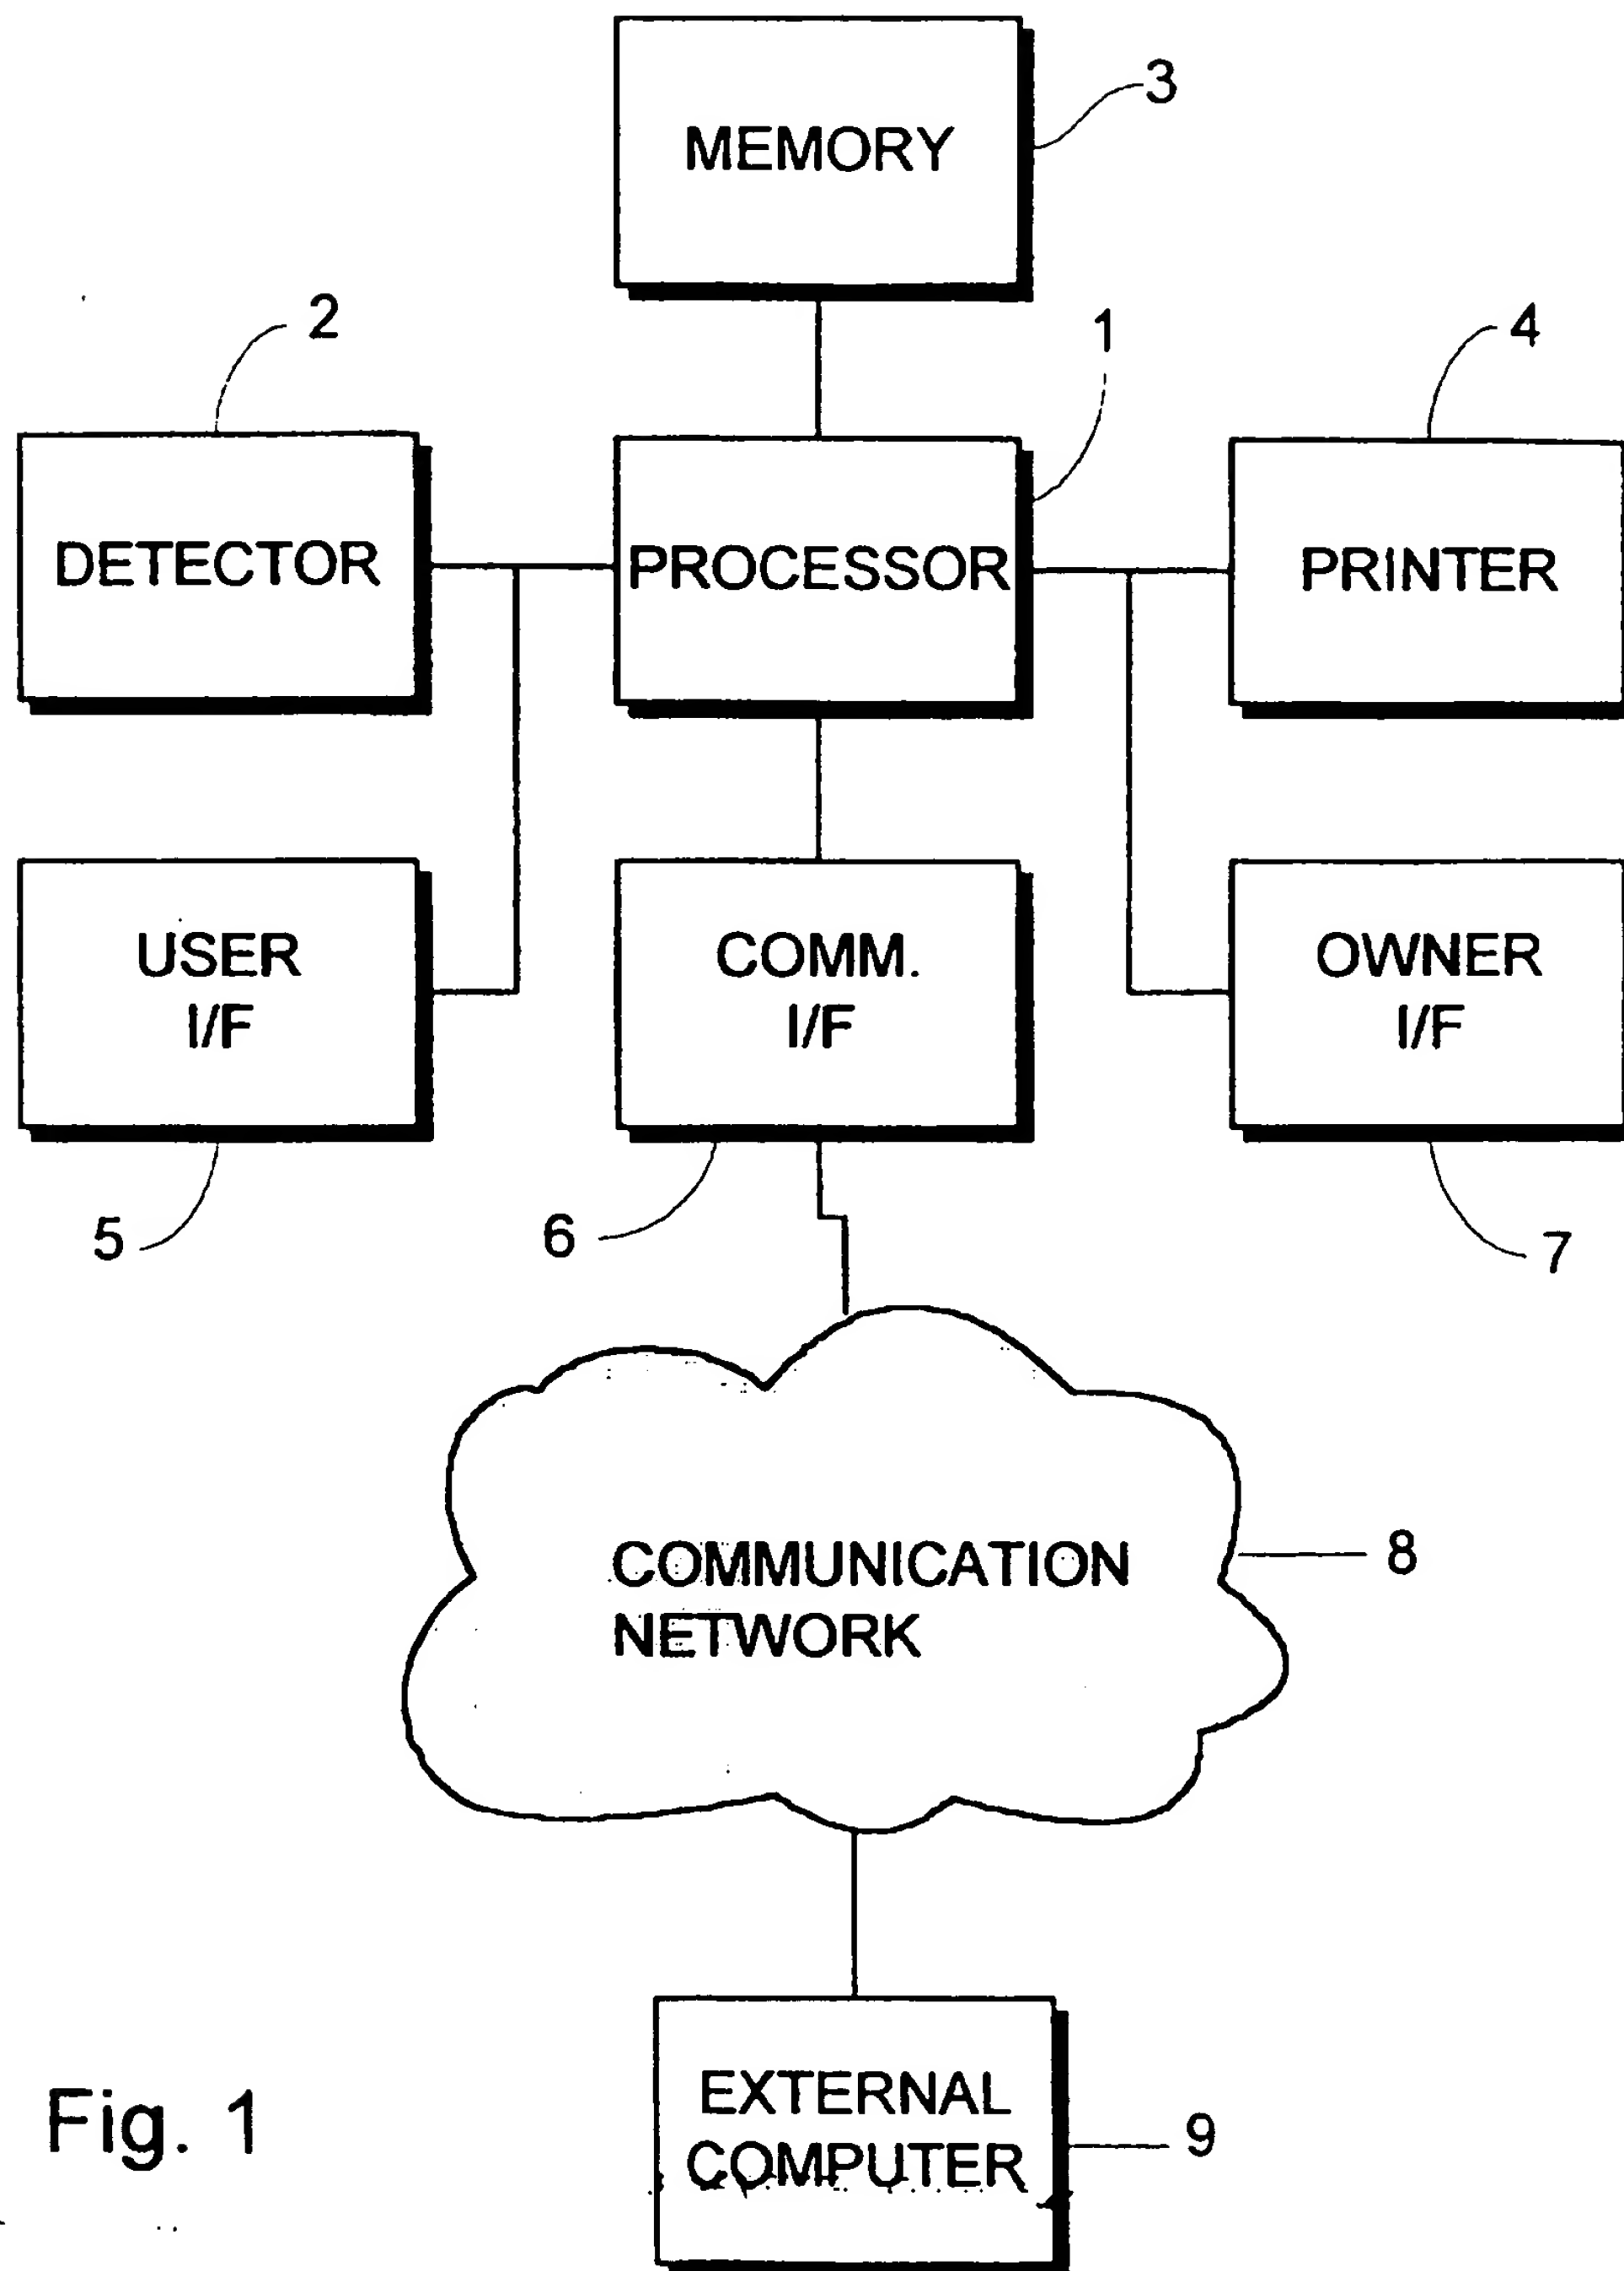 MEMORY
3
2
1
4
DETECTOR
PROCESSOR
PRINTER
USER
I/F
COMM.
I/F
OWNER
I/F
5
6
7
COMMUNICATION
NETWORK
8
EXTERNAL
COMPUTER
9
Fig. 1